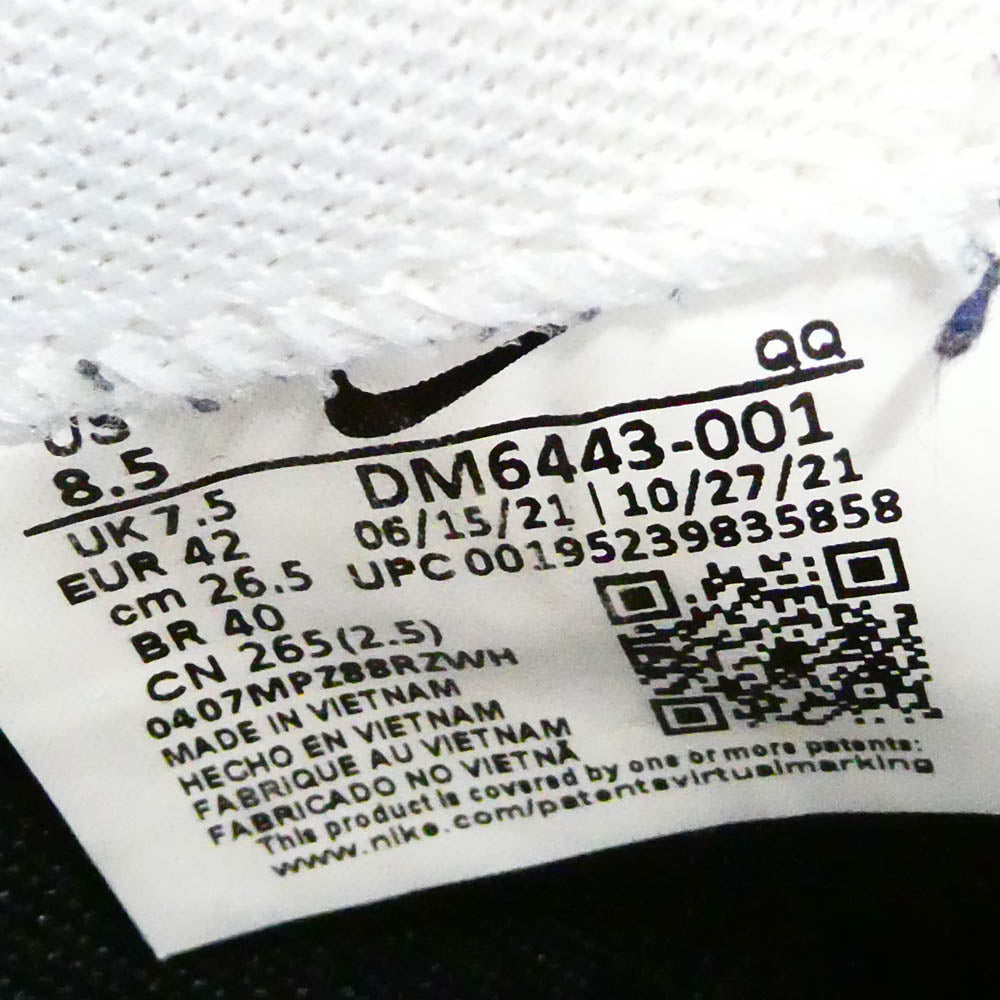 US
8.5
QQ
UK 7.5
EUR 42
cm 26.5
BR 40
CN 265(2.5)
DM6443-001
06/15/21 | 10/27/21
UPC 00195239835858
0407MPZ88RZWH
MADE IN VIETNAM
HECHO EN VIETNAM
FABRIQUE AU VIETNAM
FABRICADO NO VIETNÃ
This product is covered by one or more patents:
www.nike.com/patentsvirtualmarking